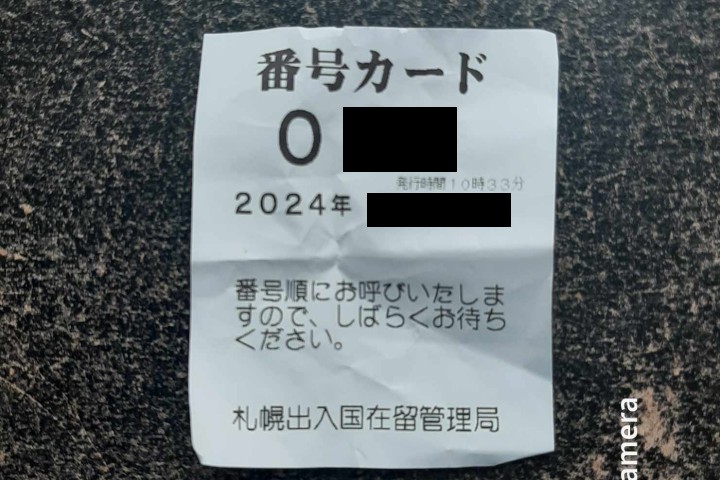 番号カード
0
発行時間10時33分
2024年
番号順にお呼びいたしま
すので、しばらくお待ち
ください。
札幌出入国在留管理局
amera